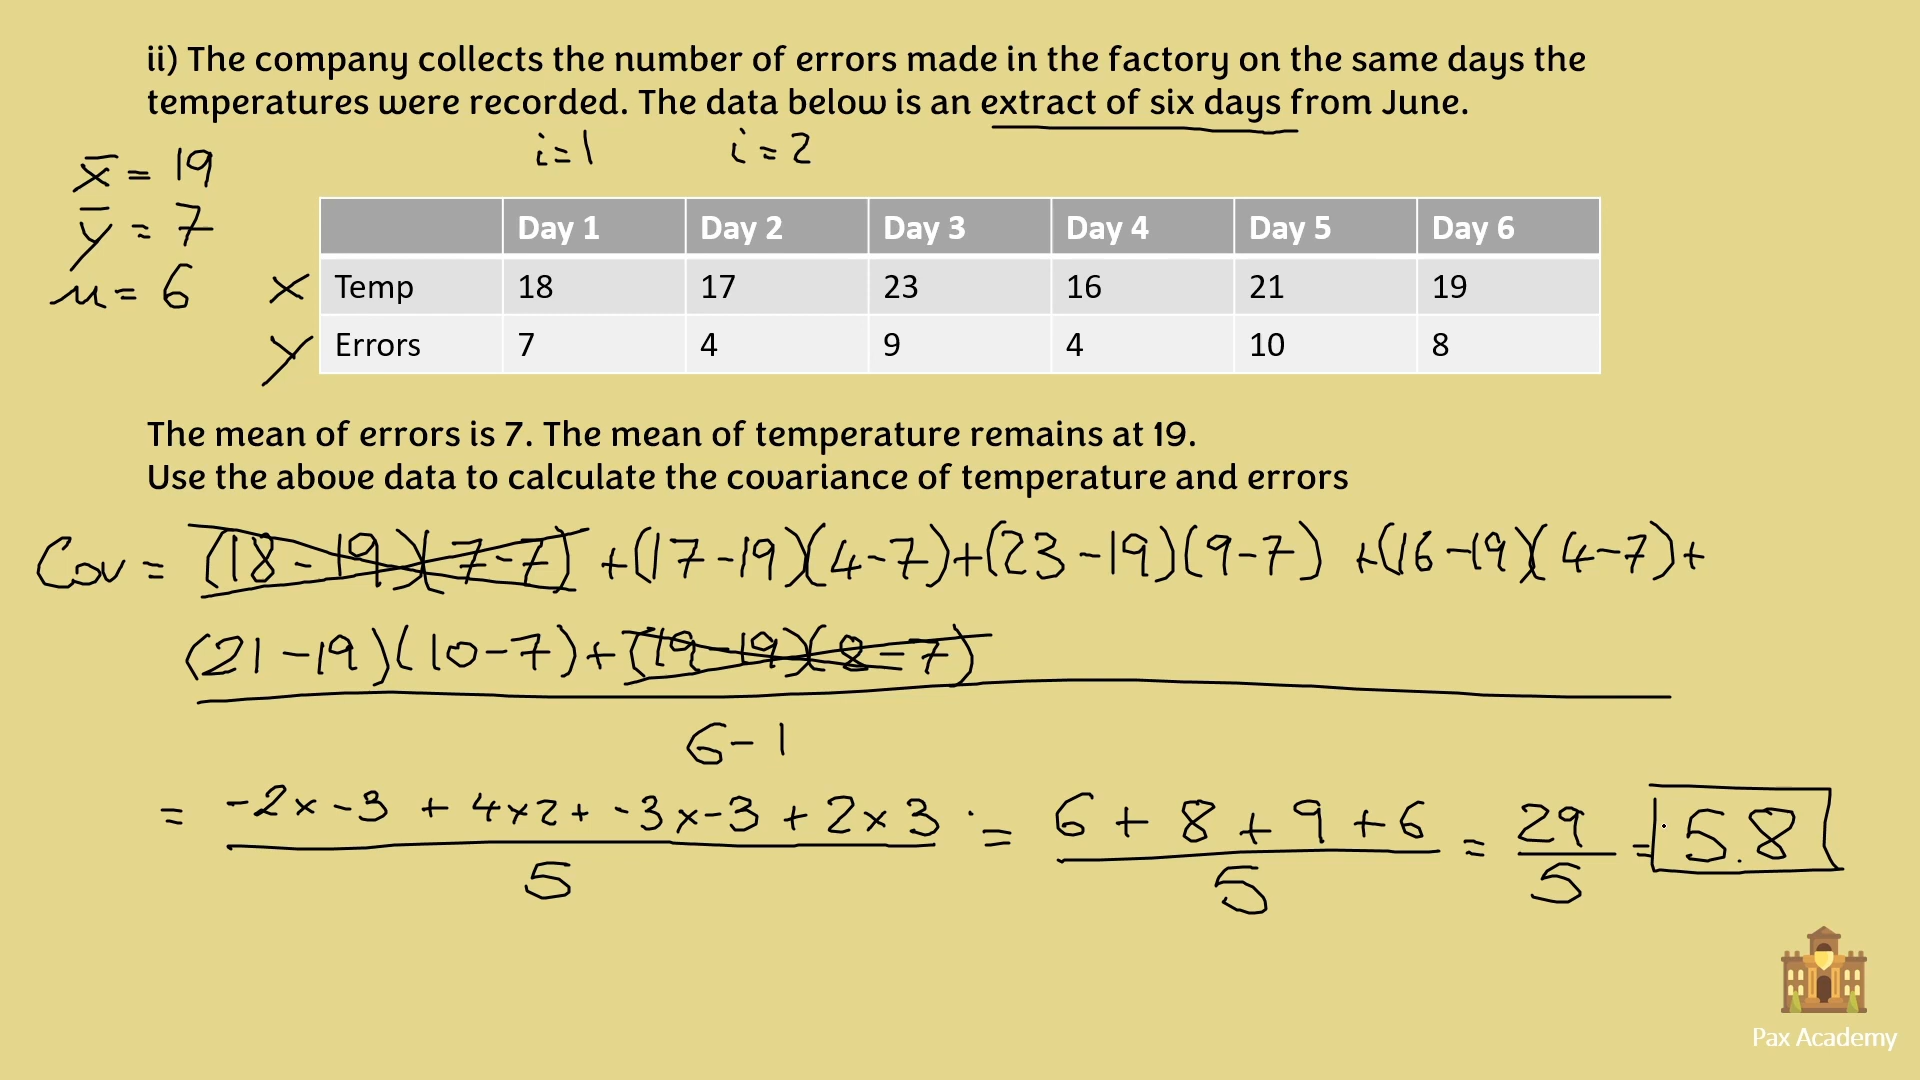 ii) The company collects the number of errors made in the factory on the same days the
temperatures were recorded. The data below is an extract of six days from June.
i=1 i=2
x̄ = 19
ȳ = 7
n = 6
Day 1 Day 2 Day 3 Day 4 Day 5 Day 6
x Temp 18 17 23 16 21 19
y Errors 7 4 9 4 10 8
The mean of errors is 7. The mean of temperature remains at 19.
Use the above data to calculate the covariance of temperature and errors
Cov = (18-19)(7-7) +(17-19)(4-7)+(23-19)(9-7) +(16-19)(4-7)+
(21-19)(10-7)+(19-19)(8-7)
6-1
= -2x-3 + 4x2+ -3x-3 + 2x3 = 6+8+9+6 = 29 = 5.8
5 5 5
Pax Academy